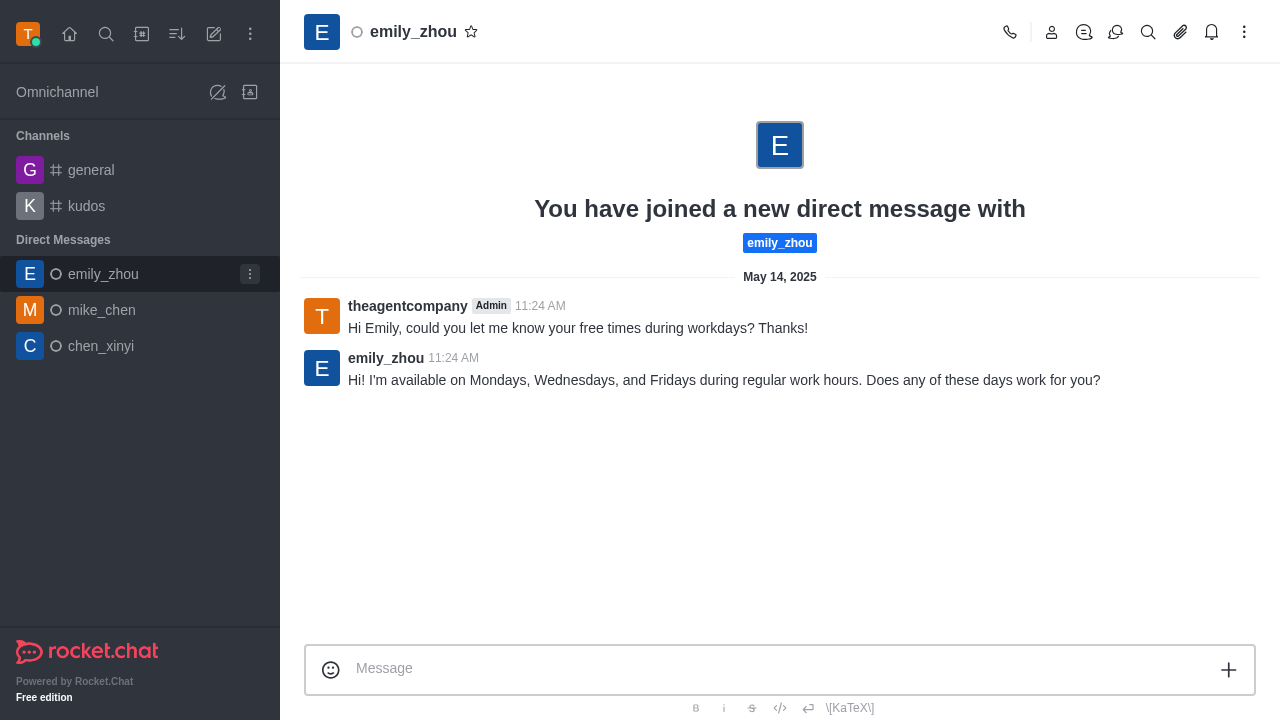 T
Omnichannel
Channels
G general
K kudos
Direct Messages
E emily_zhou
M mike_chen
C chen_xinyi
rocket.chat
Powered by Rocket.Chat
Free edition
E emily_zhou
E
You have joined a new direct message with
emily_zhou
May 14, 2025
T theagentcompany Admin 11:24 AM
Hi Emily, could you let me know your free times during workdays? Thanks!
E emily_zhou 11:24 AM
Hi! I'm available on Mondays, Wednesdays, and Fridays during regular work hours. Does any of these days work for you?
Message
B i S \[KaTeX\]